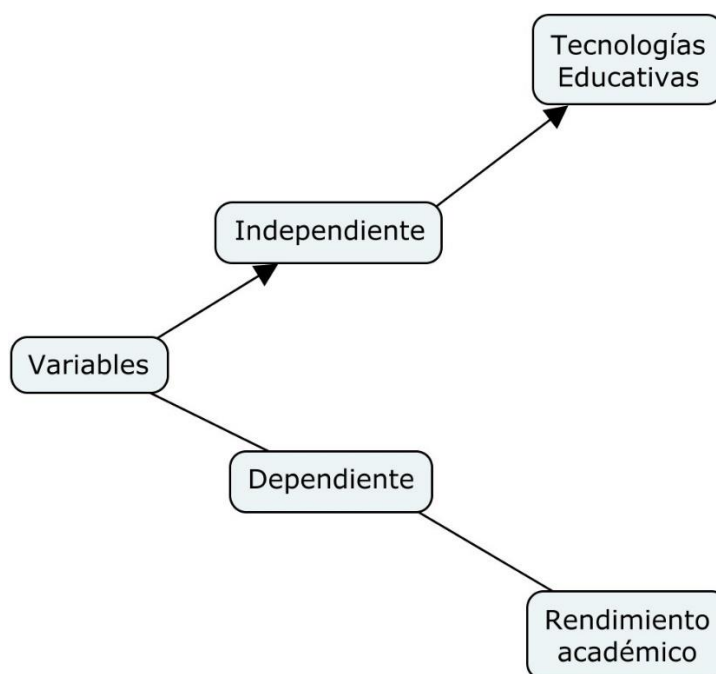 Tecnologías
Educativas
Independiente
Variables
Dependiente
Rendimiento
académico